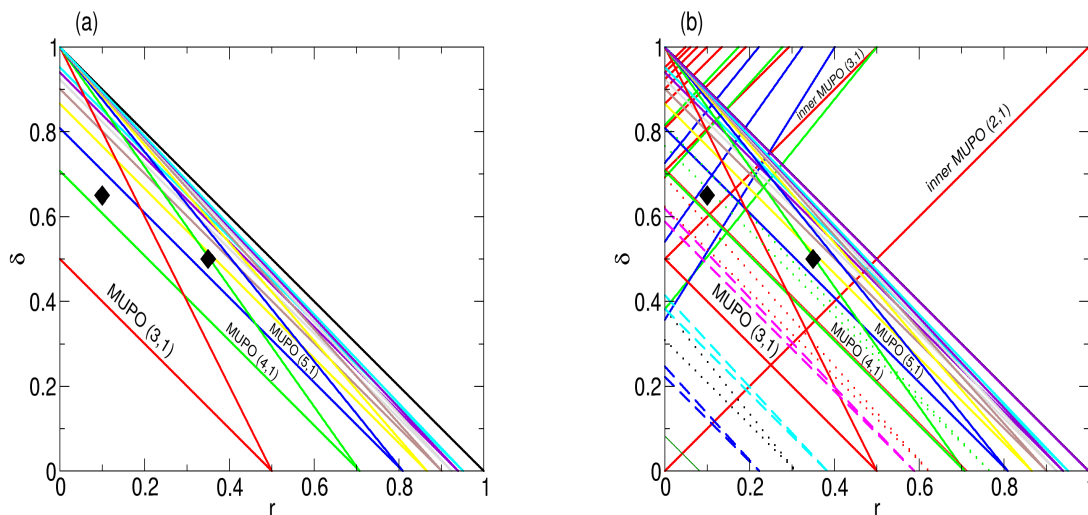 (a)
1
0.8
0.6
δ
0.4
0.2
0
MUPO (3,1)
MUPO (4,1)
MUPO (5,1)
0
0.2
0.4
0.6
0.8
1
r
(b)
1
0.8
0.6
δ
0.4
0.2
0
inner MUPO (3,1)
inner MUPO (2,1)
MUPO (3,1)
MUPO (4,1)
MUPO (5,1)
0
0.2
0.4
0.6
0.8
1
r